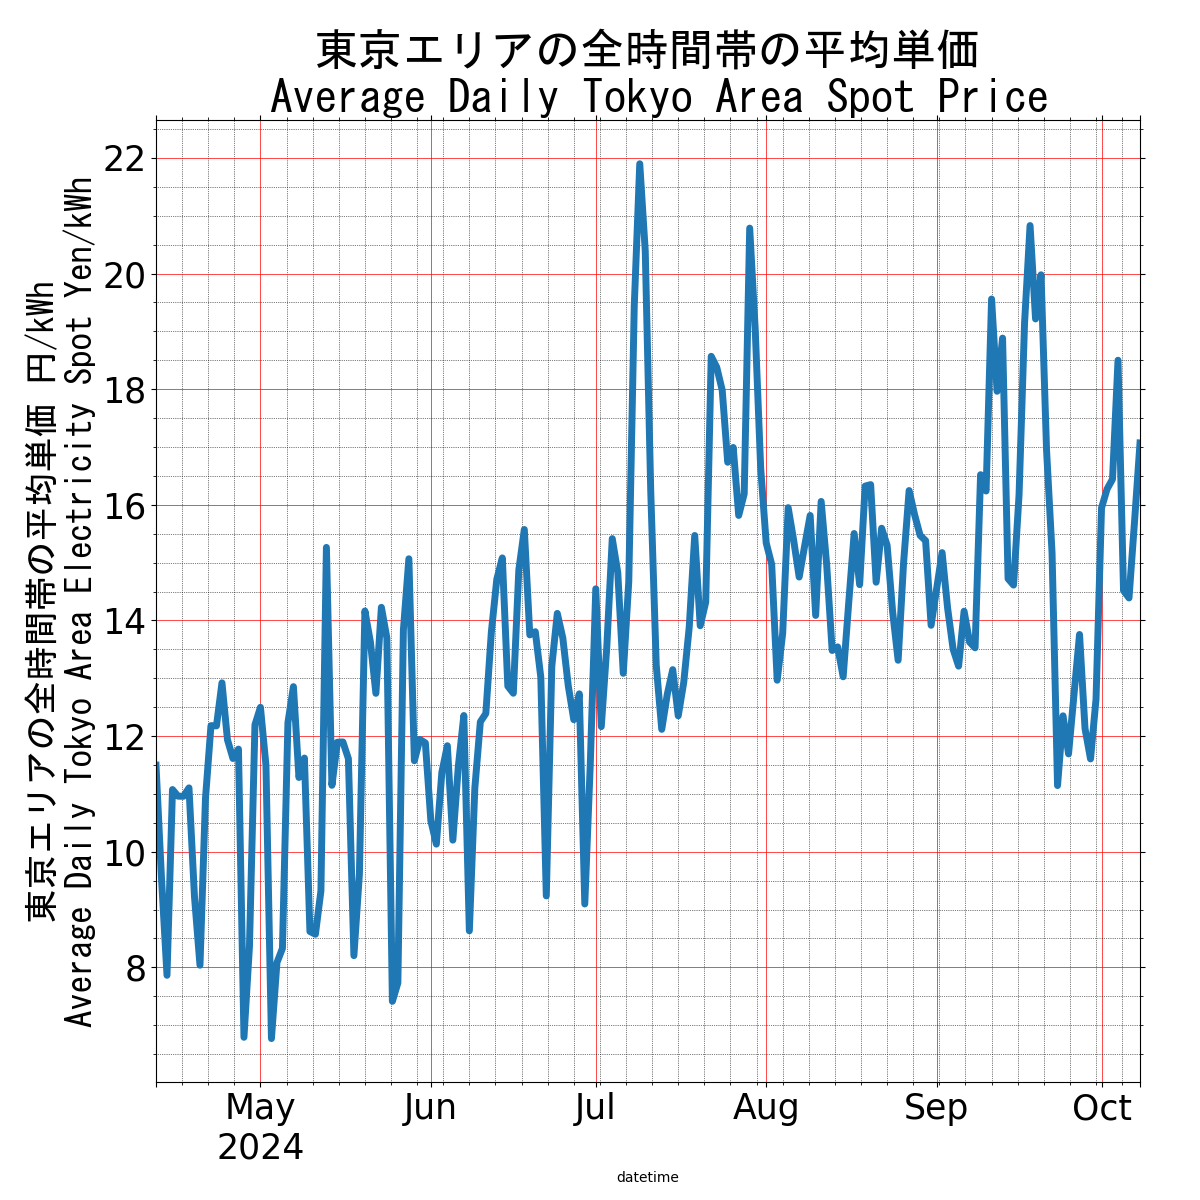 東京エリアの全時間帯の平均単価
Average Daily Tokyo Area Spot Price
東京エリアの全時間帯の平均単価 円/kWh
Average Daily Tokyo Area Electricity Spot Yen/kWh
22
20
18
16
14
12
10
8
May
2024
Jun
Jul
Aug
Sep
Oct
datetime